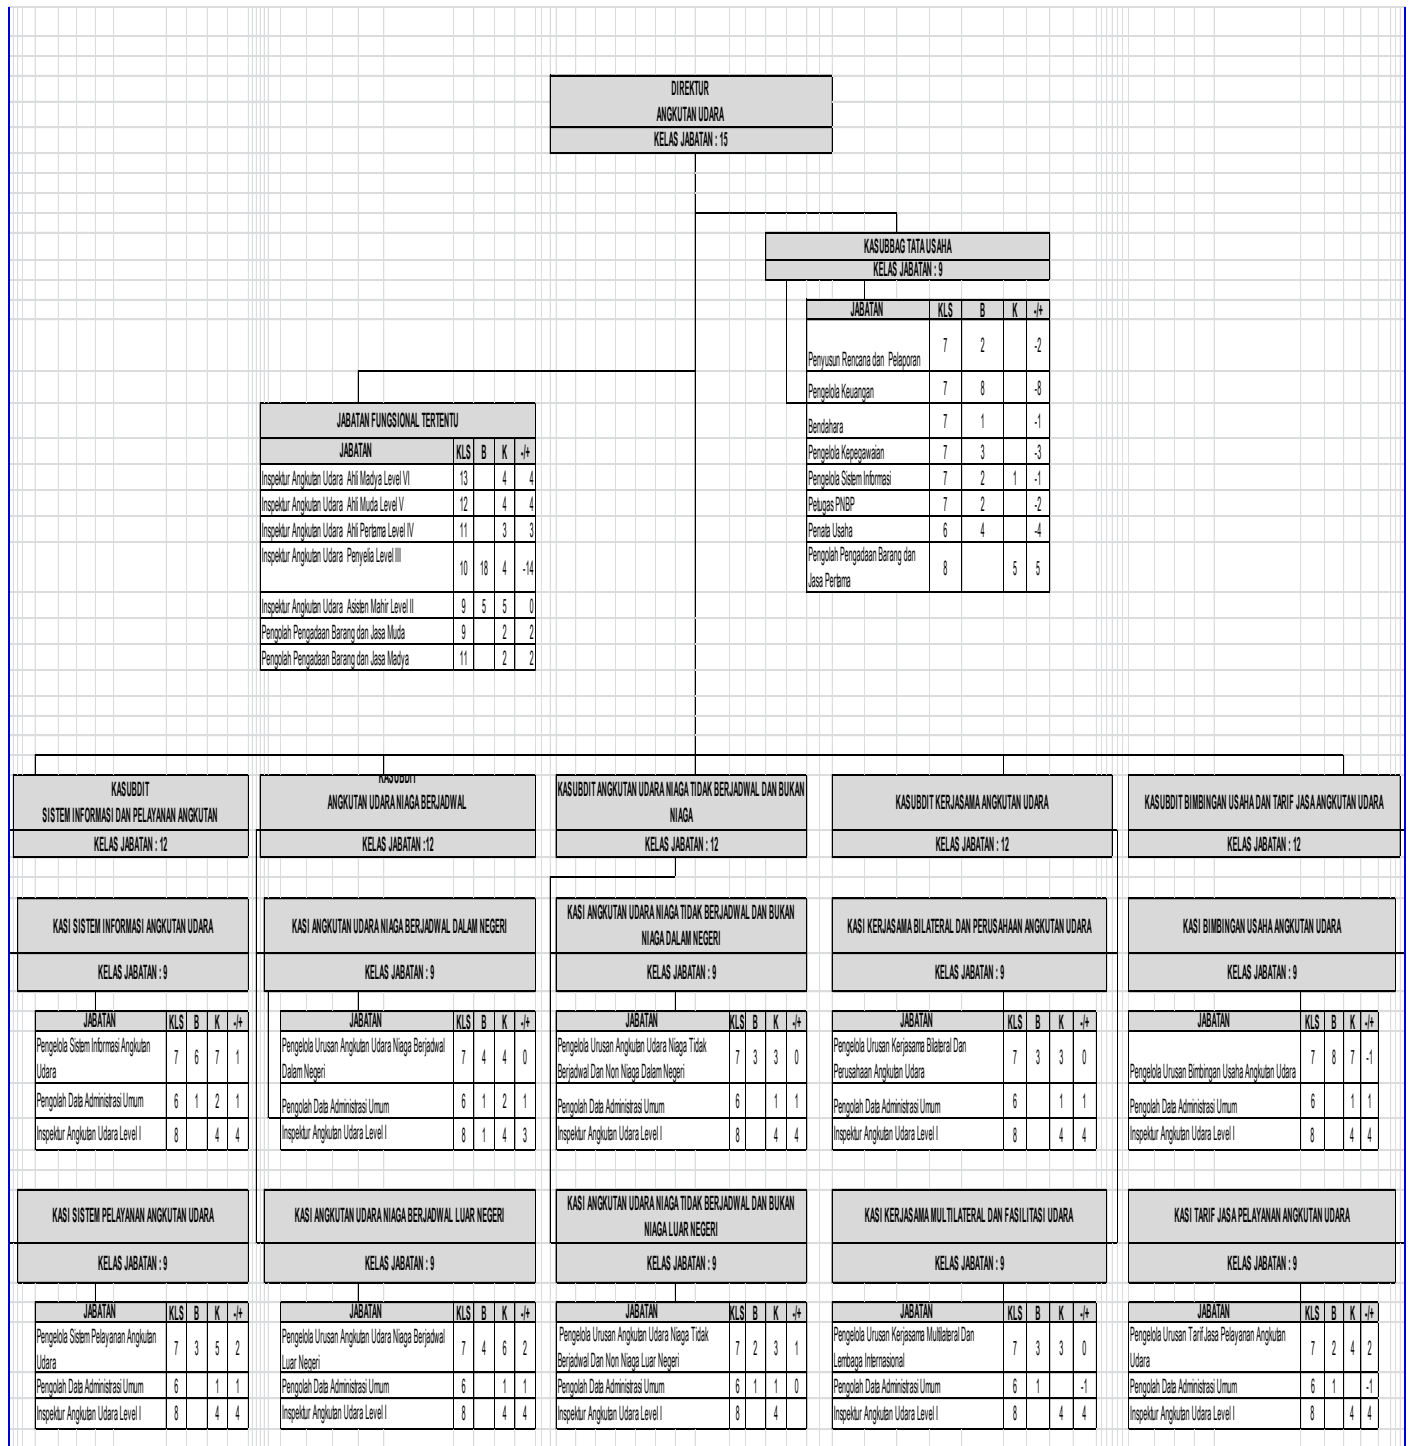 DIREKTUR
ANGKUTAN UDARA
KELAS JABATAN : 15
KASUBBAG TATA USAHA
KELAS JABATAN : 9
JABATAN KLS B K -/+
Penyusun Rencana dan Pelaporan 7 2 -2
Pengelola Keuangan 7 8 -8
Bendahara 7 1 -1
Pengelola Kepegawaian 7 3 -3
Pengelola Sistem Informasi 7 2 1 -1
Petugas PNBP 7 2 -2
Penata Usaha 6 4 -4
Pengolah Pengadaan Barang dan
Jasa Pertama 8 5 5
JABATAN FUNGSIONAL TERTENTU
JABATAN KLS B K -/+
Inspektur Angkutan Udara Ahli Madya Level VI 13 4 4
Inspektur Angkutan Udara Ahli Muda Level V 12 4 4
Inspektur Angkutan Udara Ahli Pertama Level IV 11 3 3
Inspektur Angkutan Udara Penyelia Level III 10 18 4 -14
Inspektur Angkutan Udara Asisten Mahir Level II 9 5 5 0
Pengolah Pengadaan Barang dan Jasa Muda 9 2 2
Pengolah Pengadaan Barang dan Jasa Madya 11 2 2
KASUBDIT
SISTEM INFORMASI DAN PELAYANAN ANGKUTAN
KELAS JABATAN : 12
KASUBDIT
ANGKUTAN UDARA NIAGA BERJADWAL
KELAS JABATAN :12
KASUBDIT ANGKUTAN UDARA NIAGA TIDAK BERJADWAL DAN BUKAN
NIAGA
KELAS JABATAN : 12
KASUBDIT KERJASAMA ANGKUTAN UDARA
KELAS JABATAN : 12
KASUBDIT BIMBINGAN USAHA DAN TARIF JASA ANGKUTAN UDARA
KELAS JABATAN : 12
KASI SISTEM INFORMASI ANGKUTAN UDARA
KELAS JABATAN : 9
KASI ANGKUTAN UDARA NIAGA BERJADWAL DALAM NEGERI
KELAS JABATAN : 9
KASI ANGKUTAN UDARA NIAGA TIDAK BERJADWAL DAN BUKAN
NIAGA DALAM NEGERI
KELAS JABATAN : 9
KASI KERJASAMA BILATERAL DAN PERUSAHAAN ANGKUTAN UDARA
KELAS JABATAN : 9
KASI BIMBINGAN USAHA ANGKUTAN UDARA
KELAS JABATAN : 9
JABATAN KLS B K -/+
Pengelola Sistem Informasi Angkutan
Udara 7 6 7 1
Pengolah Data Administrasi Umum 6 1 2 1
Inspektur Angkutan Udara Level I 8 4 4
JABATAN KLS B K -/+
Pengelola Urusan Angkutan Udara Niaga Berjadwal
Dalam Negeri 7 4 4 0
Pengolah Data Administrasi Umum 6 1 2 1
Inspektur Angkutan Udara Level I 8 1 4 3
JABATAN KLS B K -/+
Pengelola Urusan Angkutan Udara Niaga Tidak
Berjadwal Dan Non Niaga Dalam Negeri 7 3 3 0
Pengolah Data Administrasi Umum 6 1 1
Inspektur Angkutan Udara Level I 8 4 4
JABATAN KLS B K -/+
Pengelola Urusan Kerjasama Bilateral Dan
Perusahaan Angkutan Udara 7 3 3 0
Pengolah Data Administrasi Umum 6 1 1
Inspektur Angkutan Udara Level I 8 4 4
JABATAN KLS B K -/+
Pengelola Urusan Bimbingan Usaha Angkutan Udara 7 8 7 -1
Pengolah Data Administrasi Umum 6 1 1
Inspektur Angkutan Udara Level I 8 4 4
KASI SISTEM PELAYANAN ANGKUTAN UDARA
KELAS JABATAN : 9
KASI ANGKUTAN UDARA NIAGA BERJADWAL LUAR NEGERI
KELAS JABATAN : 9
KASI ANGKUTAN UDARA NIAGA TIDAK BERJADWAL DAN BUKAN
NIAGA LUAR NEGERI
KELAS JABATAN : 9
KASI KERJASAMA MULTILATERAL DAN FASILITASI UDARA
KELAS JABATAN : 9
KASI TARIF JASA PELAYANAN ANGKUTAN UDARA
KELAS JABATAN : 9
JABATAN KLS B K -/+
Pengelola Sistem Pelayanan Angkutan
Udara 7 3 5 2
Pengolah Data Administrasi Umum 6 1 1
Inspektur Angkutan Udara Level I 8 4 4
JABATAN KLS B K -/+
Pengelola Urusan Angkutan Udara Niaga Berjadwal
Luar Negeri 7 4 6 2
Pengolah Data Administrasi Umum 6 1 1
Inspektur Angkutan Udara Level I 8 4 4
JABATAN KLS B K -/+
Pengelola Urusan Angkutan Udara Niaga Tidak
Berjadwal Dan Non Niaga Luar Negeri 7 2 3 1
Pengolah Data Administrasi Umum 6 1 1 0
Inspektur Angkutan Udara Level I 8 4
JABATAN KLS B K -/+
Pengelola Urusan Kerjasama Multilateral Dan
Lembaga Internasional 7 3 3 0
Pengolah Data Administrasi Umum 6 1 -1
Inspektur Angkutan Udara Level I 8 4 4
JABATAN KLS B K -/+
Pengelola Urusan Tarif Jasa Pelayanan Angkutan
Udara 7 2 4 2
Pengolah Data Administrasi Umum 6 1 -1
Inspektur Angkutan Udara Level I 8 4 4